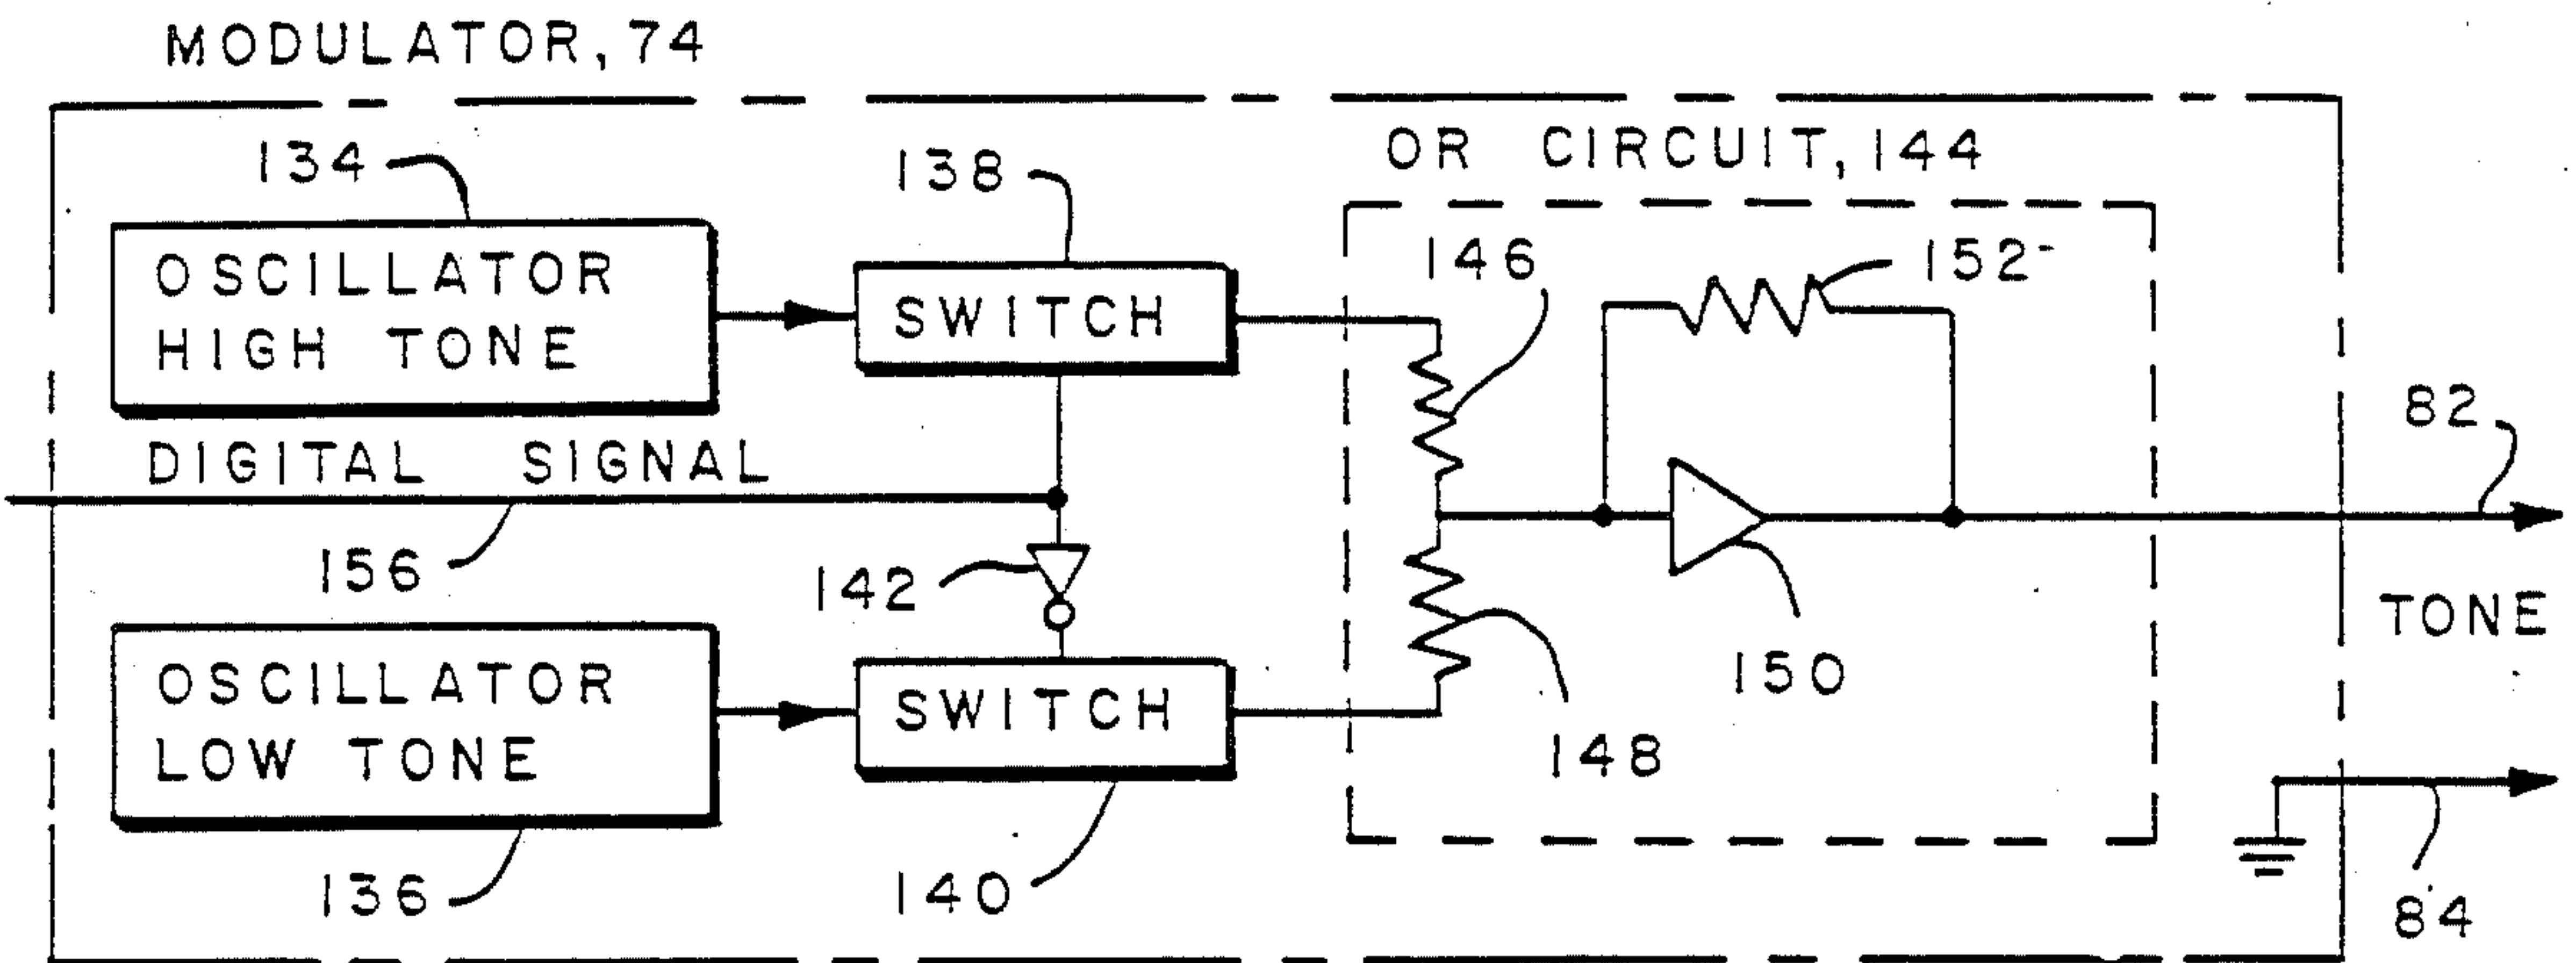 MODULATOR, 74
134
138
OR CIRCUIT, 144
OSCILLATOR
HIGH TONE
SWITCH
146
152
82
DIGITAL SIGNAL
156
142
TONE
OSCILLATOR
LOW TONE
SWITCH
150
148
136
140
84